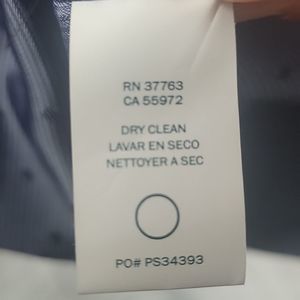 RN 37763
CA 55972
DRY CLEAN
LAVAR EN SECO
NETTOYER A SEC
PO# PS34393